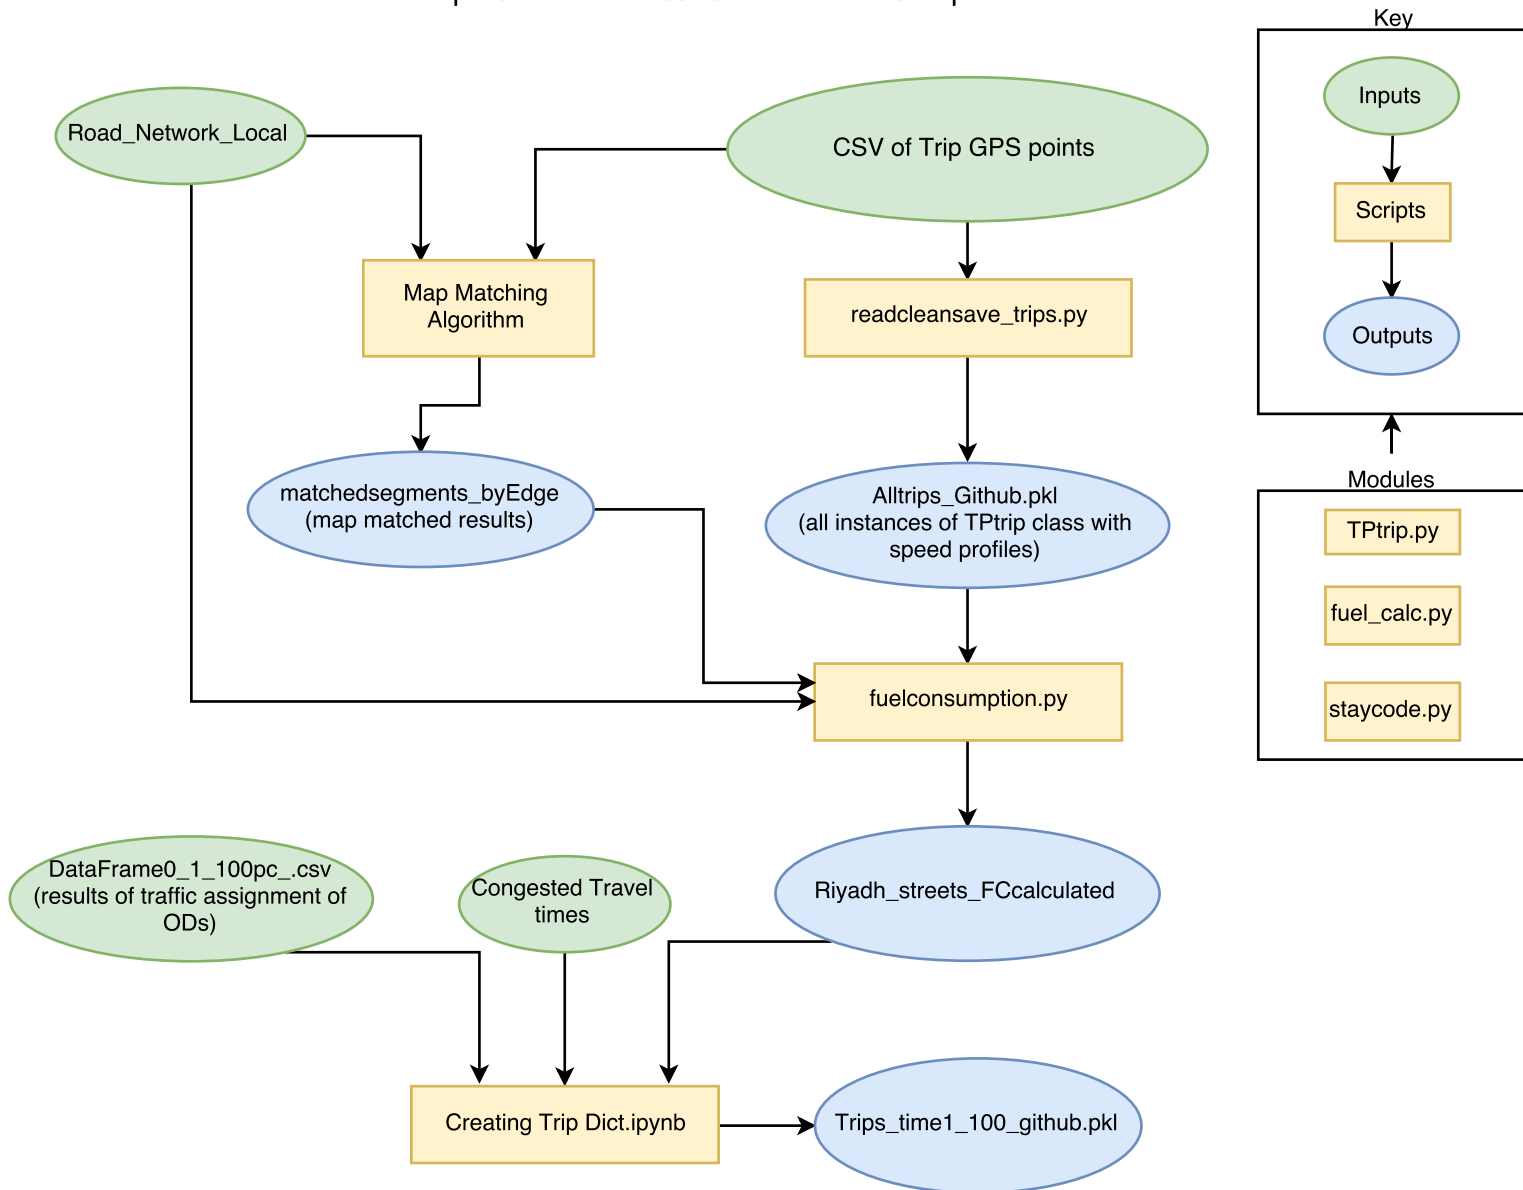 Key
Inputs
Scripts
Outputs
Modules
TPtrip.py
fuel_calc.py
staycode.py
Road_Network_Local
CSV of Trip GPS points
Map Matching
Algorithm
readcleansave_trips.py
matchedsegments_byEdge
(map matched results)
Alltrips_Github.pkl
(all instances of TPtrip class with
speed profiles)
fuelconsumption.py
DataFrame0_1_100pc_.csv
(results of traffic assignment of
ODs)
Congested Travel
times
Riyadh_streets_FCcalculated
Creating Trip Dict.ipynb
Trips_time1_100_github.pkl